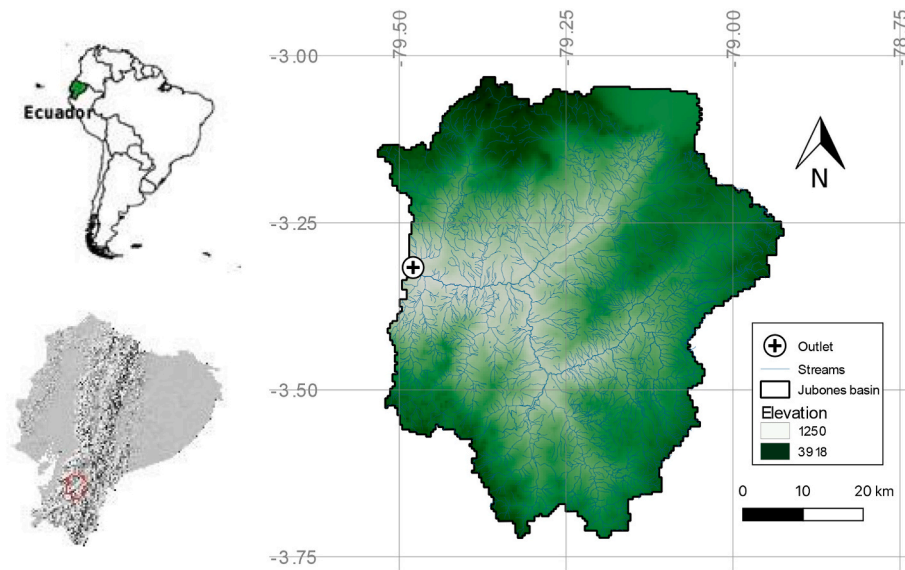 Ecuador
-79.50
-79.25
-79.00
-78.75
-3.00
-3.25
-3.50
-3.75
N
Outlet
Streams
Jubones basin
Elevation
1250
3918
0 10 20 km